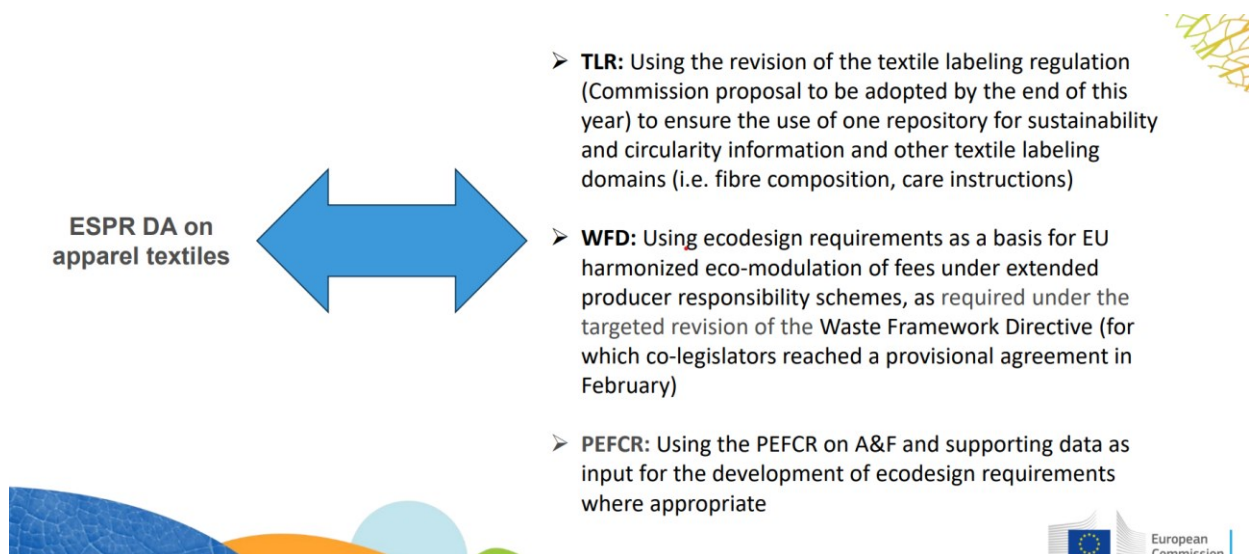 ESPR DA on
apparel textiles
➢ TLR: Using the revision of the textile labeling regulation
(Commission proposal to be adopted by the end of this
year) to ensure the use of one repository for sustainability
and circularity information and other textile labeling
domains (i.e. fibre composition, care instructions)
➢ WFD: Using ecodesign requirements as a basis for EU
harmonized eco-modulation of fees under extended
producer responsibility schemes, as required under the
targeted revision of the Waste Framework Directive (for
which co-legislators reached a provisional agreement in
February)
➢ PEFCR: Using the PEFCR on A&F and supporting data as
input for the development of ecodesign requirements
where appropriate
European
Commission